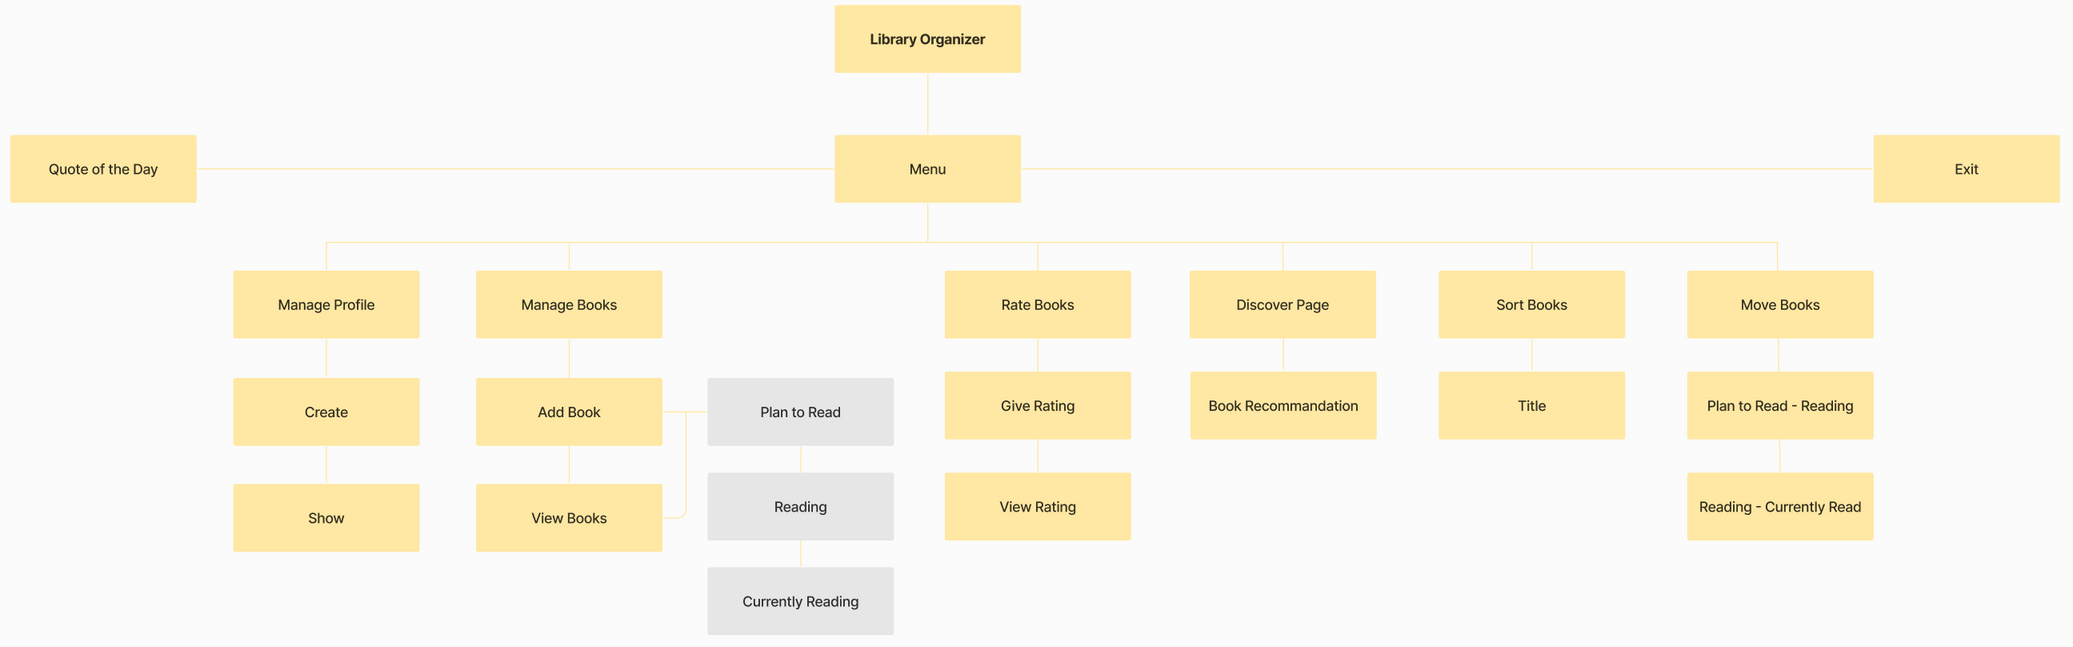 Library Organizer
Quote of the Day
Menu
Exit
Manage Profile
Manage Books
Rate Books
Discover Page
Sort Books
Move Books
Create
Add Book
Plan to Read
Give Rating
Book Recommandation
Title
Plan to Read - Reading
Show
View Books
Reading
View Rating
Reading - Currently Read
Currently Reading